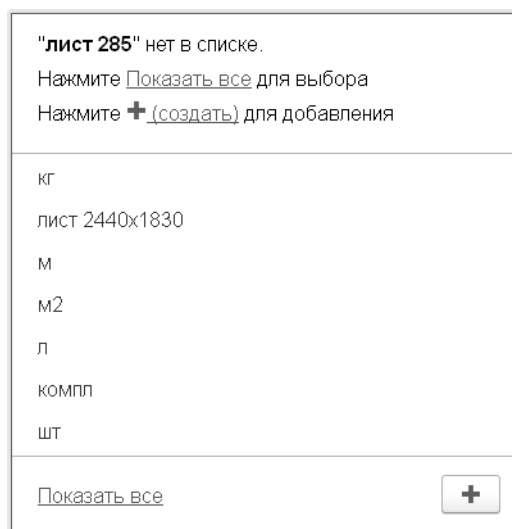 "лист 285" нет в списке.
Нажмите Показать все для выбора
Нажмите + (создать) для добавления
кг
лист 2440х1830
м
м2
л
компл
шт
Показать все
+